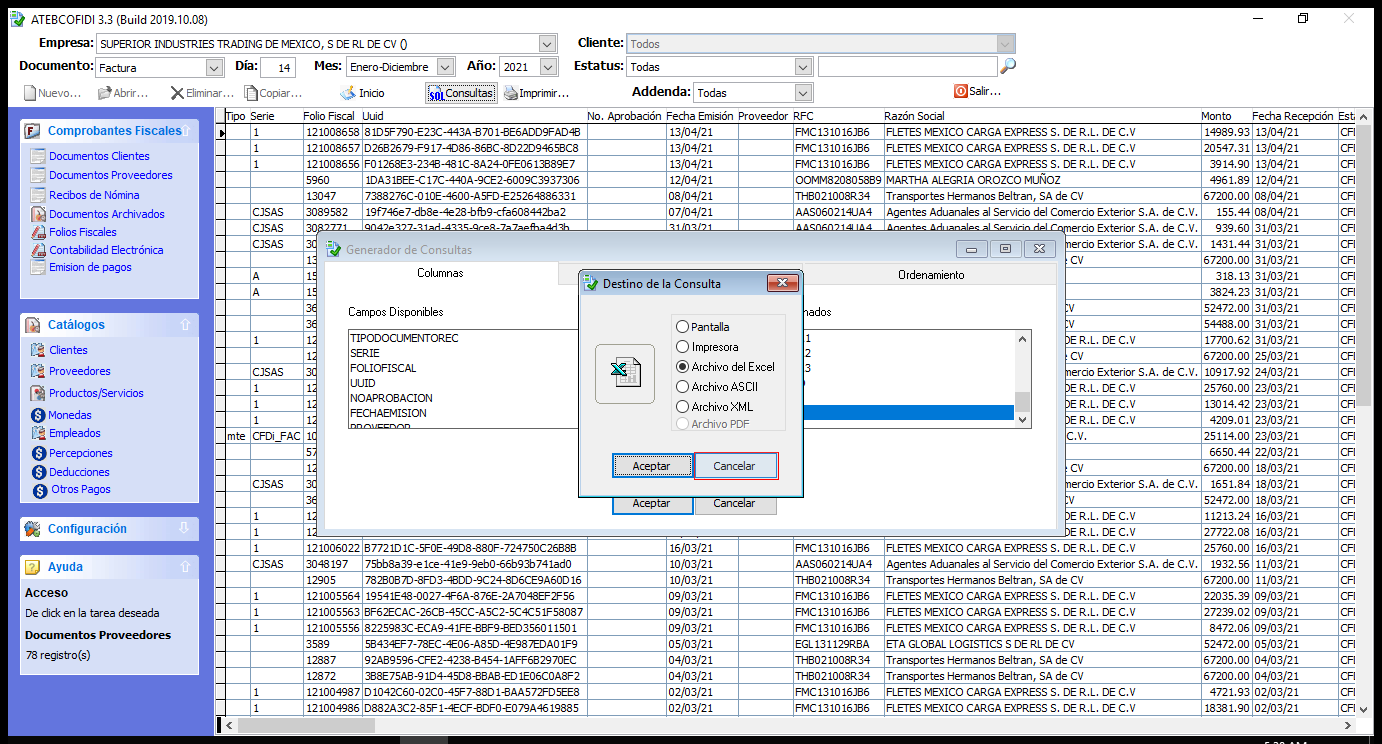 ATEBCOFIDI 3.3 (Build 2019.10.08)
Empresa: SUPERIOR INDUSTRIES TRADING DE MEXICO, S DE RL DE CV () Cliente: Todos
Documento: Factura Día: 14 Mes: Enero-Diciembre Año: 2021 Estatus: Todas
Nuevo... Abrir... Eliminar... Copiar... Inicio SQL Consultas Imprimir... Addenda: Todas Salir...
Comprobantes Fiscales
Documentos Clientes
Documentos Proveedores
Recibos de Nómina
Documentos Archivados
Folios Fiscales
Contabilidad Electrónica
Emision de pagos
Catálogos
Clientes
Proveedores
Productos/Servicios
Monedas
Empleados
Percepciones
Deducciones
Otros Pagos
Configuración
Ayuda
Acceso
De click en la tarea deseada
Documentos Proveedores
78 registro(s)
Tipo Serie Folio Fiscal Uuid No. Aprobación Fecha Emisión Proveedor RFC Razón Social Monto Fecha Recepción Esta
1 121008658 81D5F790-E23C-443A-B701-BE6ADD9FAD4B 13/04/21 FMC131016JB6 FLETES MEXICO CARGA EXPRESS S. DE R.L. DE C.V 14989.93 13/04/21 CFI
1 121008657 D26B2679-F917-4D86-86BC-8D22D9465BC8 13/04/21 FMC131016JB6 FLETES MEXICO CARGA EXPRESS S. DE R.L. DE C.V 20547.31 13/04/21 CFI
1 121008656 F01268E3-234B-481C-8A24-0FE0613B89E7 13/04/21 FMC131016JB6 FLETES MEXICO CARGA EXPRESS S. DE R.L. DE C.V 3914.90 13/04/21 CFI
5960 1DA31BEE-C17C-440A-9CE2-6009C3937306 12/04/21 OOMM8208058B9 MARTHA ALEGRIA OROZCO MUÑOZ 4961.89 12/04/21 CFI
13047 7388276C-010E-4600-A5FD-E25264886331 08/04/21 THB021008R34 Transportes Hermanos Beltran, SA de CV 67200.00 08/04/21 CFI
CJSAS 3089582 19f746e7-db8e-4e28-bfb9-cfa608442ba2 07/04/21 AAS060214UA4 Agentes Aduanales al Servicio del Comercio Exterior S.A. de C.V. 155.44 08/04/21 CFI
CJSAS 3082771 9042e327-31ad-4335-9ce8-7a7aefba4d3b 31/03/21 AAS060214UA4 Agentes Aduanales al Servicio del Comercio Exterior S.A. de C.V. 939.60 31/03/21 CFI
CJSAS 30 mercio Exterior S.A. de C.V. 1431.44 31/03/21 CFI
13 67200.00 31/03/21 CFI
A 15 318.13 31/03/21 CFI
A 15 3824.23 31/03/21 CFI
36 CV 52472.00 31/03/21 CFI
36 CV 54488.00 31/03/21 CFI
1 12 DE R.L. DE C.V 17700.62 31/03/21 CFI
12 CV 67200.00 25/03/21 CFI
CJSAS 30 mercio Exterior S.A. de C.V. 10917.92 24/03/21 CFI
1 12 DE R.L. DE C.V 25760.00 23/03/21 CFI
1 12 DE R.L. DE C.V 13014.42 23/03/21 CFI
1 12 DE R.L. DE C.V 4209.01 23/03/21 CFI
mte CFDi_FAC 10 C.V. 25114.00 23/03/21 CFI
57 6650.44 22/03/21 CFI
12 CV 67200.00 18/03/21 CFI
CJSAS 30 mercio Exterior S.A. de C.V. 1651.84 18/03/21 CFI
36 CV 52472.00 18/03/21 CFI
1 12 DE R.L. DE C.V 11213.24 16/03/21 CFI
1 12 DE R.L. DE C.V 27722.08 16/03/21 CFI
1 121006022 B7721D1C-5F0E-49D8-880F-724750C26B8B 16/03/21 FMC131016JB6 FLETES MEXICO CARGA EXPRESS S. DE R.L. DE C.V 25760.00 16/03/21 CFI
CJSAS 3048197 75bb8a39-e1ce-41e9-9eb0-66b93b741ad0 10/03/21 AAS060214UA4 Agentes Aduanales al Servicio del Comercio Exterior S.A. de C.V. 1932.56 11/03/21 CFI
12905 782B0B7D-8FD3-4BDD-9C24-8D6CE9A60D16 10/03/21 THB021008R34 Transportes Hermanos Beltran, SA de CV 67200.00 11/03/21 CFI
1 121005564 19541E48-0027-4F6A-876E-2A7048EF2F56 09/03/21 FMC131016JB6 FLETES MEXICO CARGA EXPRESS S. DE R.L. DE C.V 22035.39 09/03/21 CFI
1 121005563 BF62ECAC-26CB-45CC-A5C2-5C4C51F58087 09/03/21 FMC131016JB6 FLETES MEXICO CARGA EXPRESS S. DE R.L. DE C.V 27239.02 09/03/21 CFI
1 121005556 8225983C-ECA9-41FE-BBF9-BED356011501 09/03/21 FMC131016JB6 FLETES MEXICO CARGA EXPRESS S. DE R.L. DE C.V 8472.06 09/03/21 CFI
3589 5B434EF7-78EC-4E06-A85D-4E987EDA01F9 05/03/21 EGL131129RBA ETA GLOBAL LOGISTICS S DE RL DE CV 52472.00 05/03/21 CFI
12887 92AB9596-CFE2-4238-B454-1AFF6B2970EC 04/03/21 THB021008R34 Transportes Hermanos Beltran, SA de CV 67200.00 04/03/21 CFI
12872 3B8E75AB-91D4-45D8-BBAB-ED1E06C0A8F2 04/03/21 THB021008R34 Transportes Hermanos Beltran, SA de CV 67200.00 04/03/21 CFI
1 121004987 D1042C60-02C0-45F7-88D1-BAA572FD5EE8 02/03/21 FMC131016JB6 FLETES MEXICO CARGA EXPRESS S. DE R.L. DE C.V 4721.93 02/03/21 CFI
1 121004986 D882A3C2-85F1-4ECF-BDF0-E079A4619885 02/03/21 FMC131016JB6 FLETES MEXICO CARGA EXPRESS S. DE R.L. DE C.V 18381.90 02/03/21 CFI
Generador de Consultas
Columnas Ordenamiento
Campos Disponibles nados
TIPODOCUMENTOREC 1
SERIE 2
FOLIOFISCAL 3
UUID
NOAPROBACION
FECHAEMISION
PROVEEDOR
Aceptar Cancelar
Destino de la Consulta
Pantalla
Impresora
Archivo del Excel
Archivo ASCII
Archivo XML
Archivo PDF
Aceptar Cancelar